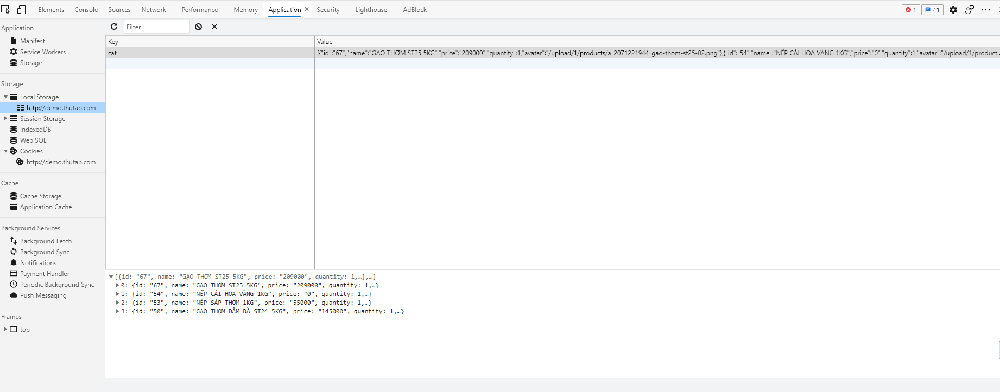 Elements Console Sources Network Performance Memory Application Security Lighthouse AdBlock 1 41
Application
Manifest
Service Workers
Storage
Storage
Local Storage
http://demo.thutap.com
Session Storage
IndexedDB
Web SQL
Cookies
http://demo.thutap.com
Cache
Cache Storage
Application Cache
Background Services
Background Fetch
Background Sync
Notifications
Payment Handler
Periodic Background Sync
Push Messaging
Frames
top
Filter
Key Value
cat [{"id":"67","name":"GẠO THƠM ST25 5KG","price":"209000","quantity":1,"avatar":"/upload/1/products/a_2071221944_gao-thom-st25-02.png"},{"id":"54","name":"NẾP CÁI HOA VÀNG 1KG","price":"0","quantity":1,"avatar":"/upload/1/product...
[{id: "67", name: "GẠO THƠM ST25 5KG", price: "209000", quantity: 1,…},…]
0: {id: "67", name: "GẠO THƠM ST25 5KG", price: "209000", quantity: 1,…}
1: {id: "54", name: "NẾP CÁI HOA VÀNG 1KG", price: "0", quantity: 1,…}
2: {id: "53", name: "NẾP SÁP THƠM 1KG", price: "55000", quantity: 1,…}
3: {id: "50", name: "GẠO THƠM ĐẬM ĐÀ ST24 5KG", price: "145000", quantity: 1,…}